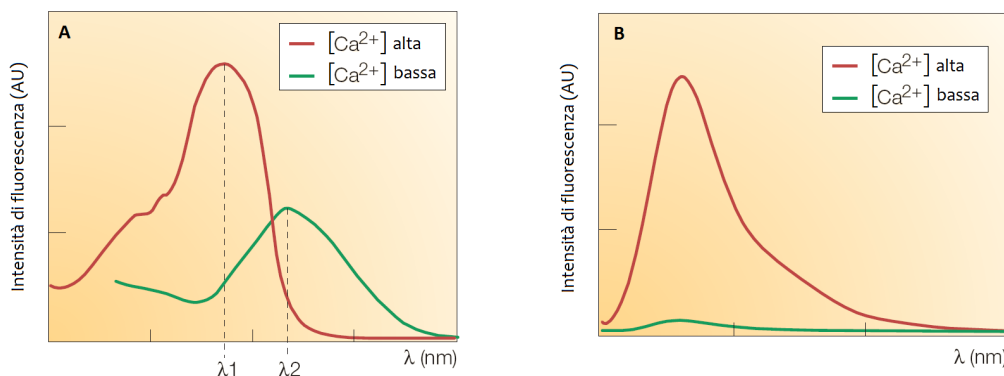 A
[Ca²⁺] alta
[Ca²⁺] bassa
Intensità di fluorescenza (AU)
λ1
λ2
λ (nm)
B
[Ca²⁺] alta
[Ca²⁺] bassa
Intensità di fluorescenza (AU)
λ (nm)